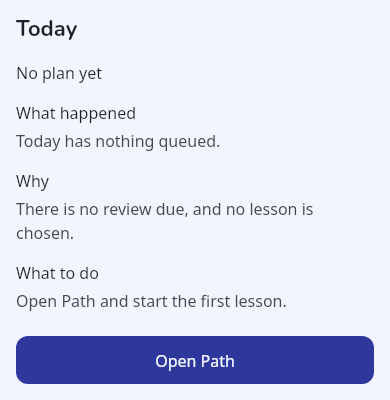 Today
No plan yet
What happened
Today has nothing queued.
Why
There is no review due, and no lesson is
chosen.
What to do
Open Path and start the first lesson.
Open Path